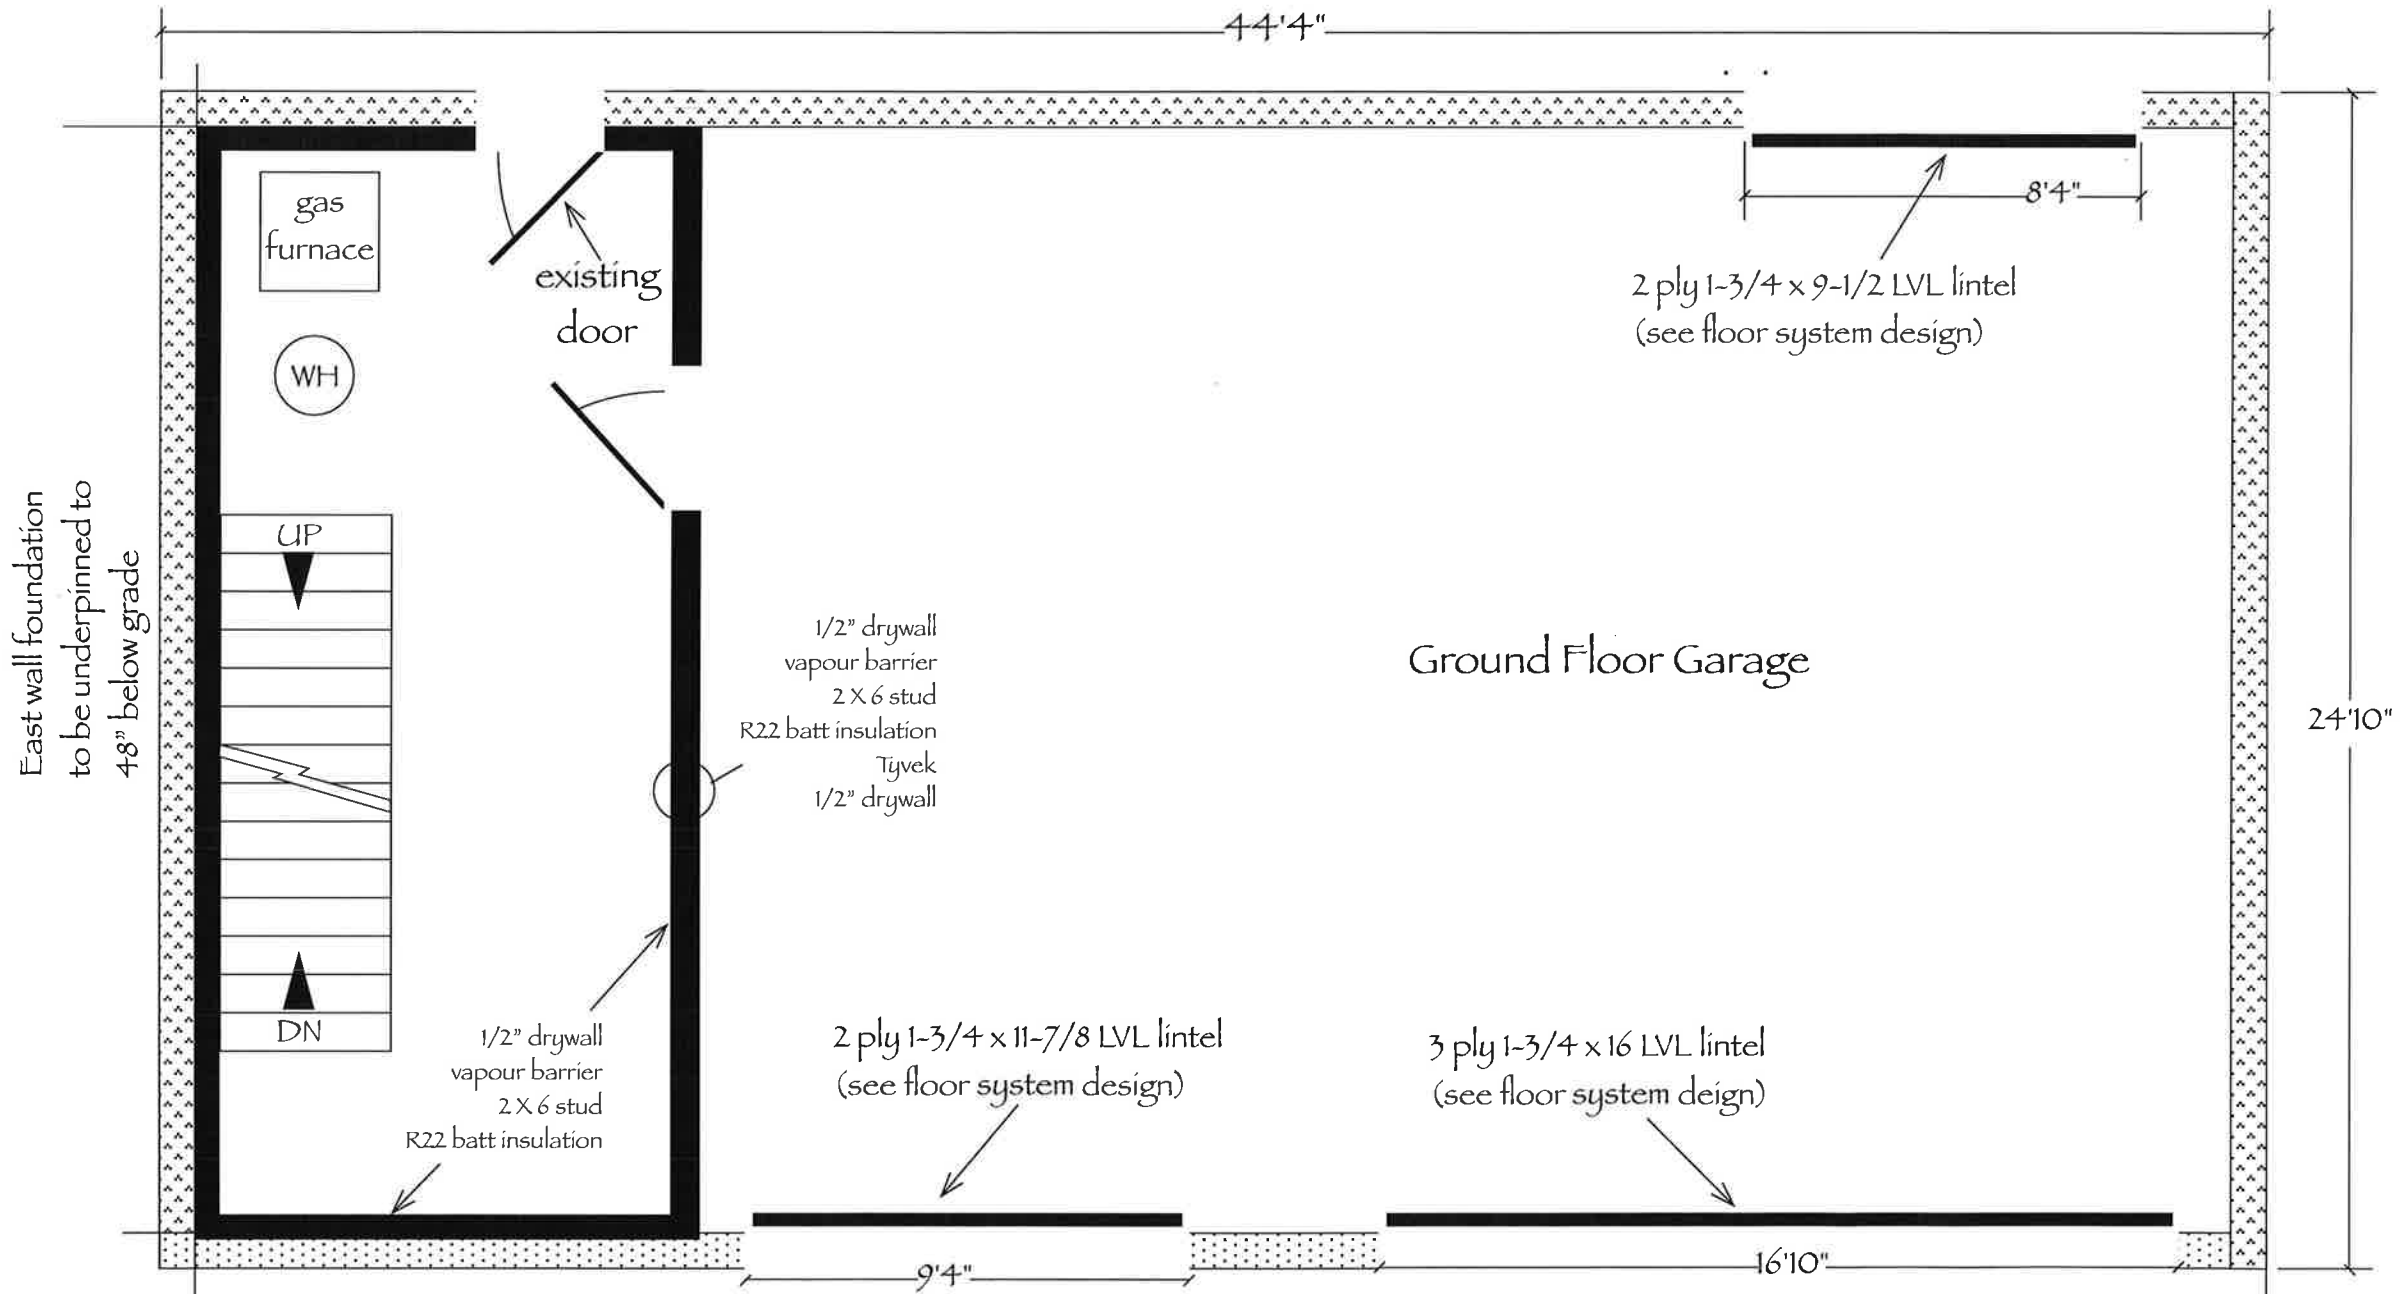 44'4"
gas
furnace
existing
door
8'4"
2 ply 1-3/4 x 9-1/2 LVL lintel
(see floor system design)
WH
East wall foundation
to be underpinned to
48" below grade
UP
1/2" drywall
vapour barrier
2 X 6 stud
R22 batt insulation
Tyvek
1/2" drywall
Ground Floor Garage
24'10"
DN
1/2" drywall
vapour barrier
2 X 6 stud
R22 batt insulation
2 ply 1-3/4 x 11-7/8 LVL lintel
(see floor system design)
3 ply 1-3/4 x 16 LVL lintel
(see floor system deign)
9'4"
16'10"